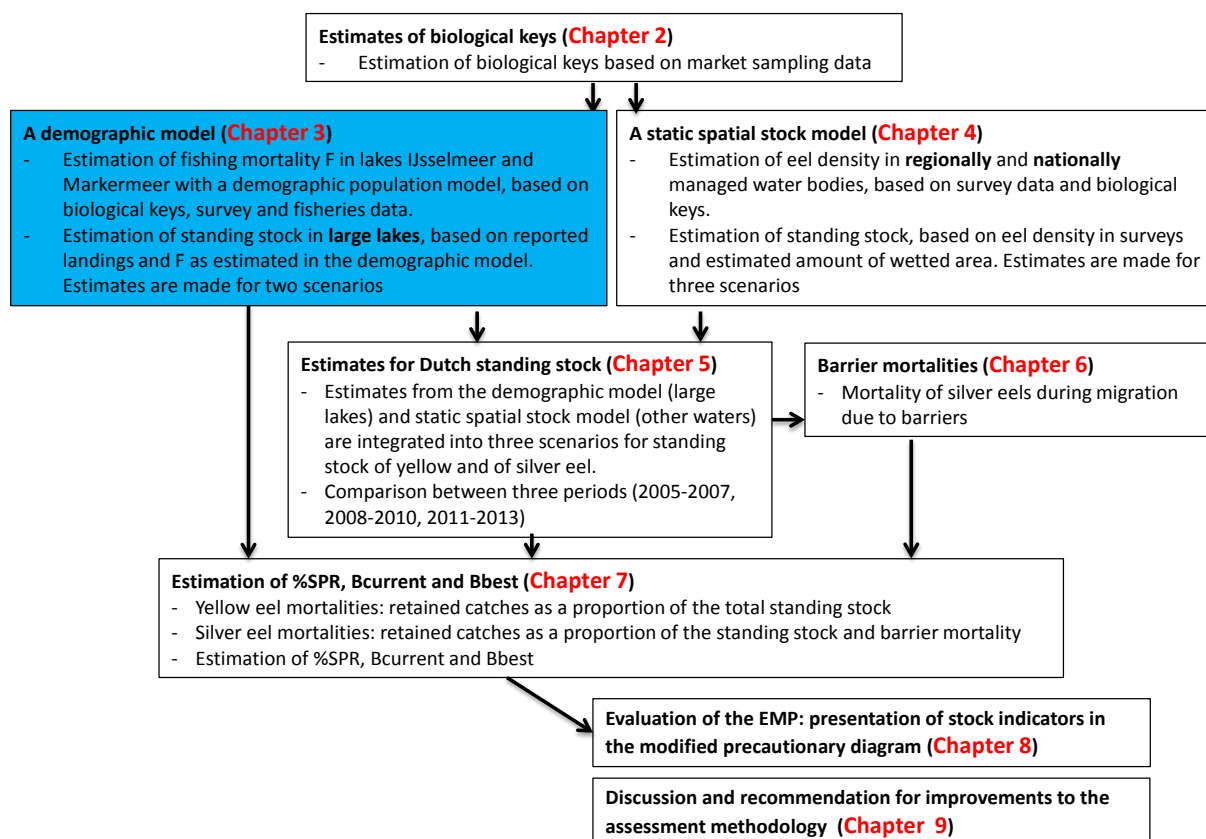 Estimates of biological keys (Chapter 2)
- Estimation of biological keys based on market sampling data
A demographic model (Chapter 3)
- Estimation of fishing mortality F in lakes IJsselmeer and
Markermeer with a demographic population model, based on
biological keys, survey and fisheries data.
- Estimation of standing stock in large lakes, based on reported
landings and F as estimated in the demographic model.
Estimates are made for two scenarios
A static spatial stock model (Chapter 4)
- Estimation of eel density in regionally and nationally
managed water bodies, based on survey data and biological
keys.
- Estimation of standing stock, based on eel density in surveys
and estimated amount of wetted area. Estimates are made for
three scenarios
Estimates for Dutch standing stock (Chapter 5)
- Estimates from the demographic model (large
lakes) and static spatial stock model (other waters)
are integrated into three scenarios for standing
stock of yellow and of silver eel.
- Comparison between three periods (2005-2007,
2008-2010, 2011-2013)
Barrier mortalities (Chapter 6)
- Mortality of silver eels during migration
due to barriers
Estimation of %SPR, Bcurrent and Bbest (Chapter 7)
- Yellow eel mortalities: retained catches as a proportion of the total standing stock
- Silver eel mortalities: retained catches as a proportion of the standing stock and barrier mortality
- Estimation of %SPR, Bcurrent and Bbest
Evaluation of the EMP: presentation of stock indicators in
the modified precautionary diagram (Chapter 8)
Discussion and recommendation for improvements to the
assessment methodology (Chapter 9)